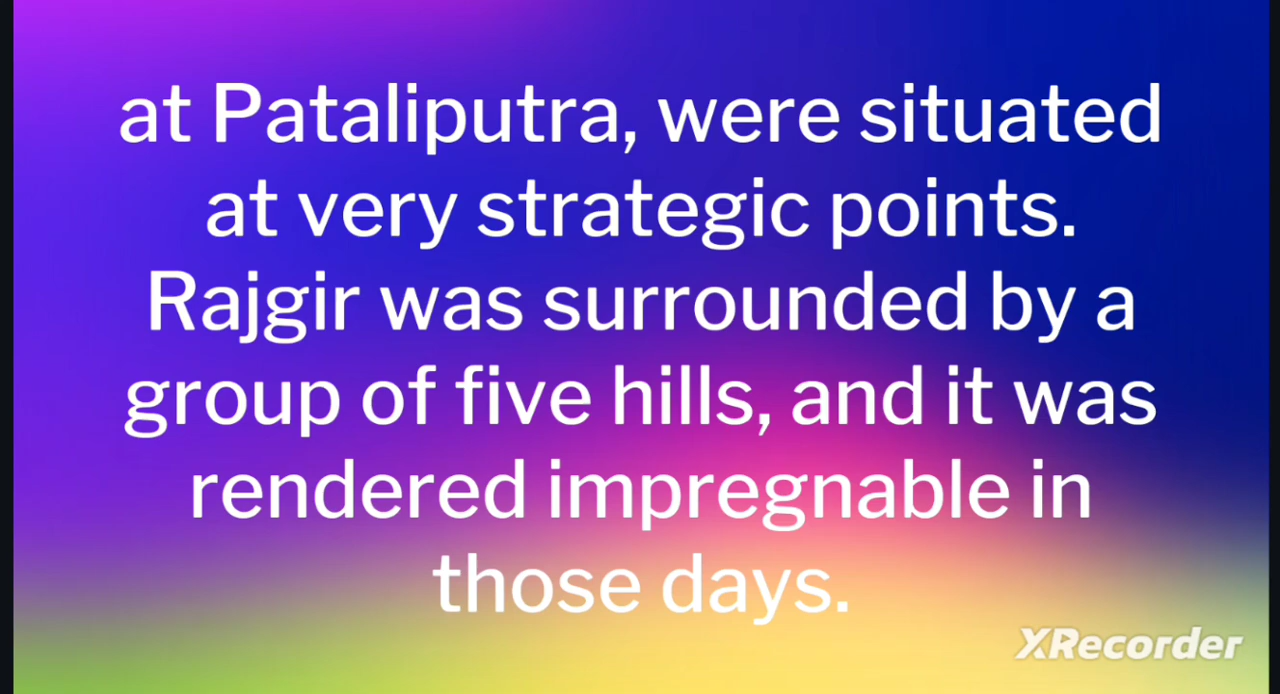 at Pataliputra, were situated
at very strategic points.
Rajgir was surrounded by a
group of five hills, and it was
rendered impregnable in
those days.
XRecorder